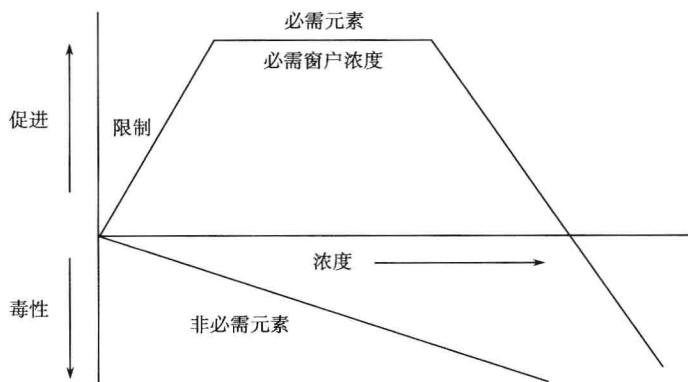 必需元素
必需窗户浓度
促进
限制
浓度
毒性
非必需元素